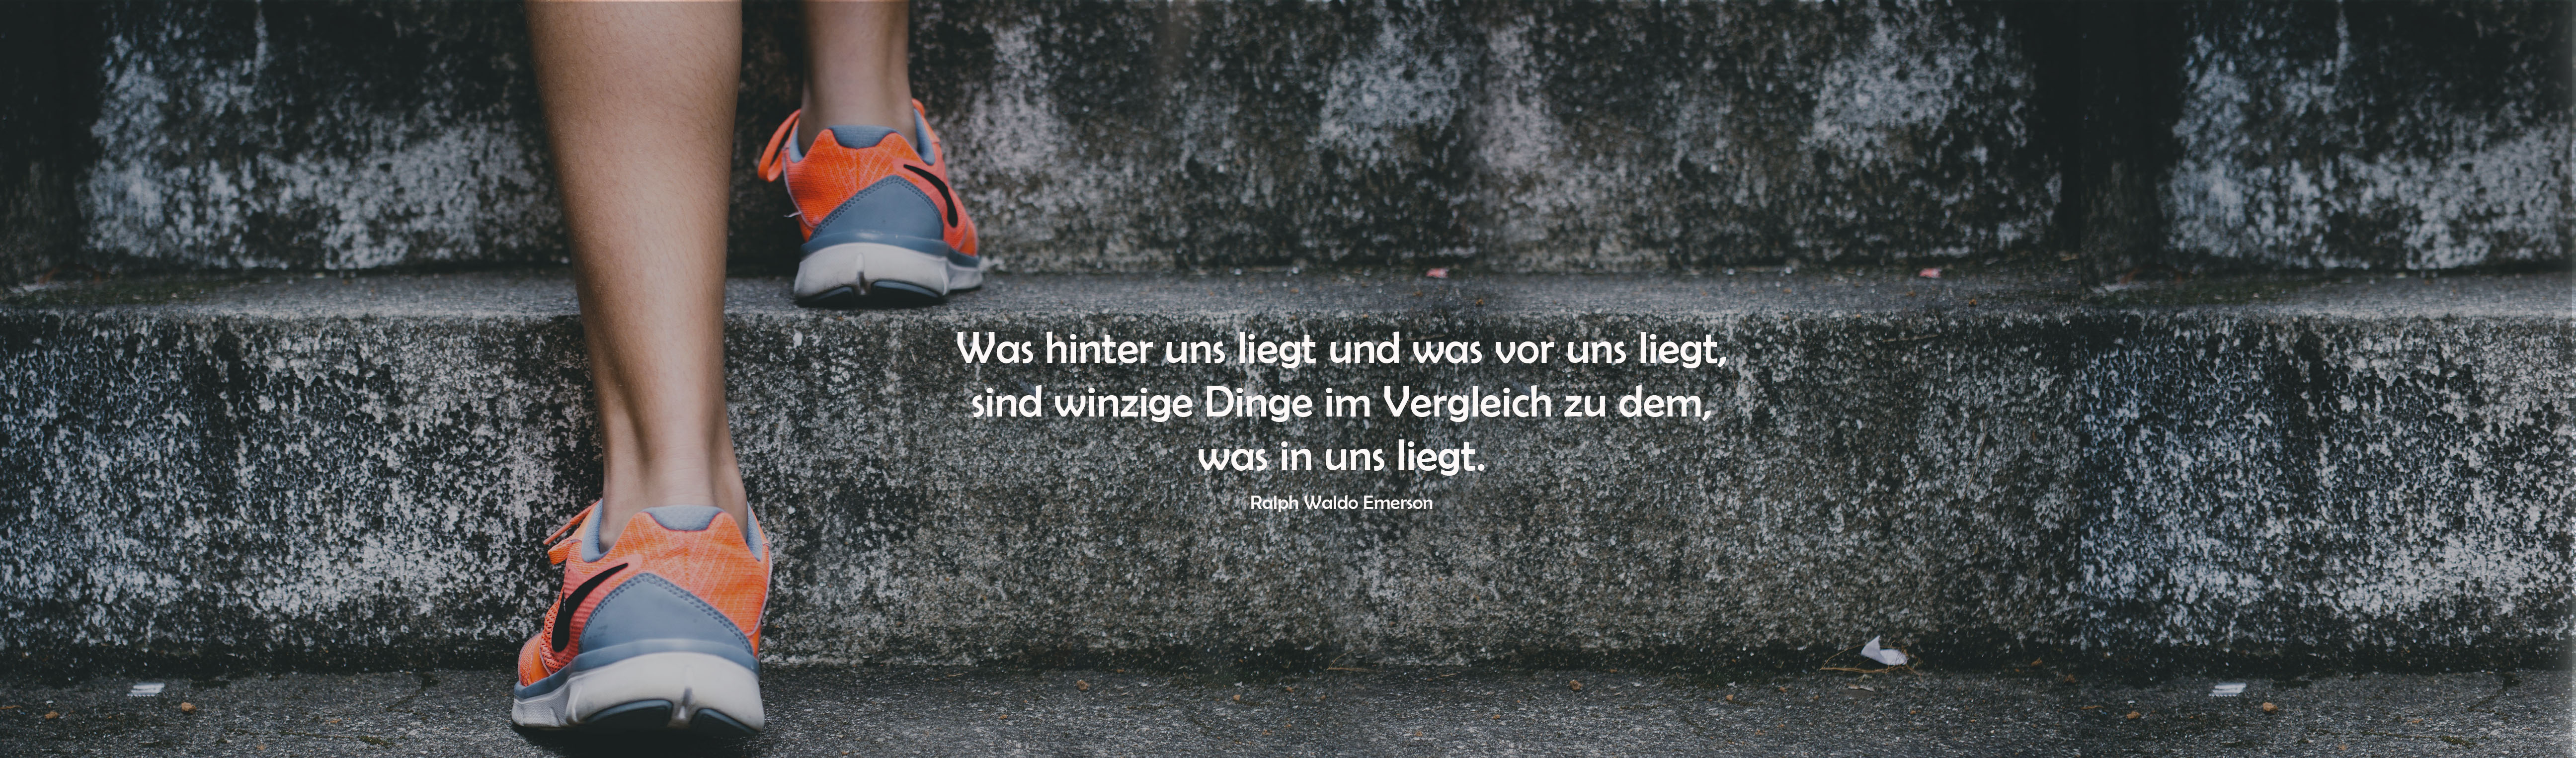 Was hinter uns liegt und was vor uns liegt,
sind winzige Dinge im Vergleich zu dem,
was in uns liegt.
Ralph Waldo Emerson